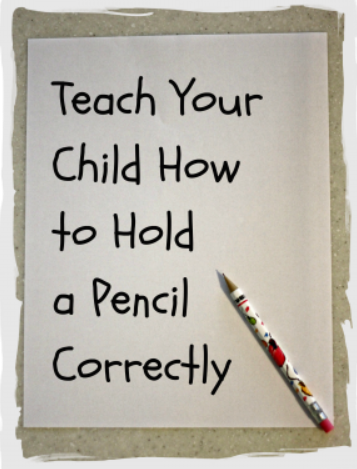 Teach Your
Child How
to Hold
a Pencil
Correctly